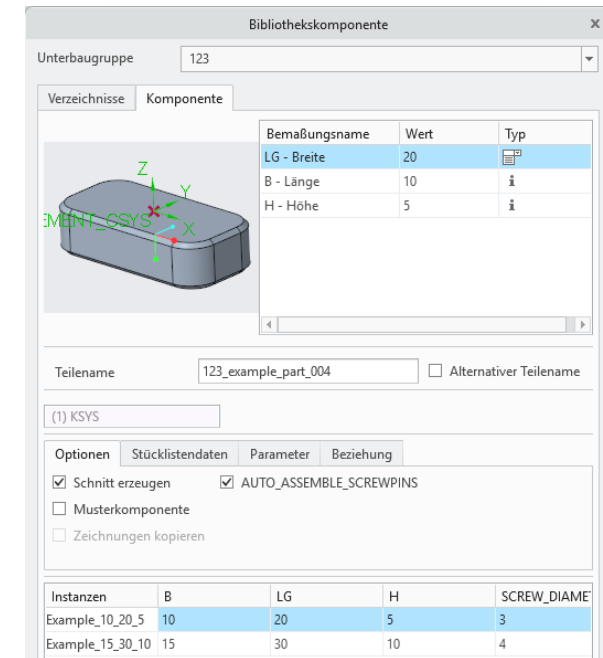 Bibliothekskomponente x
Unterbaugruppe 123
Verzeichnisse Komponente
Bemaßungsname Wert Typ
LG - Breite 20
B - Länge 10 i
H - Höhe 5 i
Z
Y
EMENT_CSYS X
Teilename 123_example_part_004 Alternativer Teilename
(1) KSYS
Optionen Stücklistendaten Parameter Beziehung
Schnitt erzeugen AUTO_ASSEMBLE_SCREWPINS
Musterkomponente
Zeichnungen kopieren
Instanzen B LG H SCREW_DIAME
Example_10_20_5 10 20 5 3
Example_15_30_10 15 30 10 4